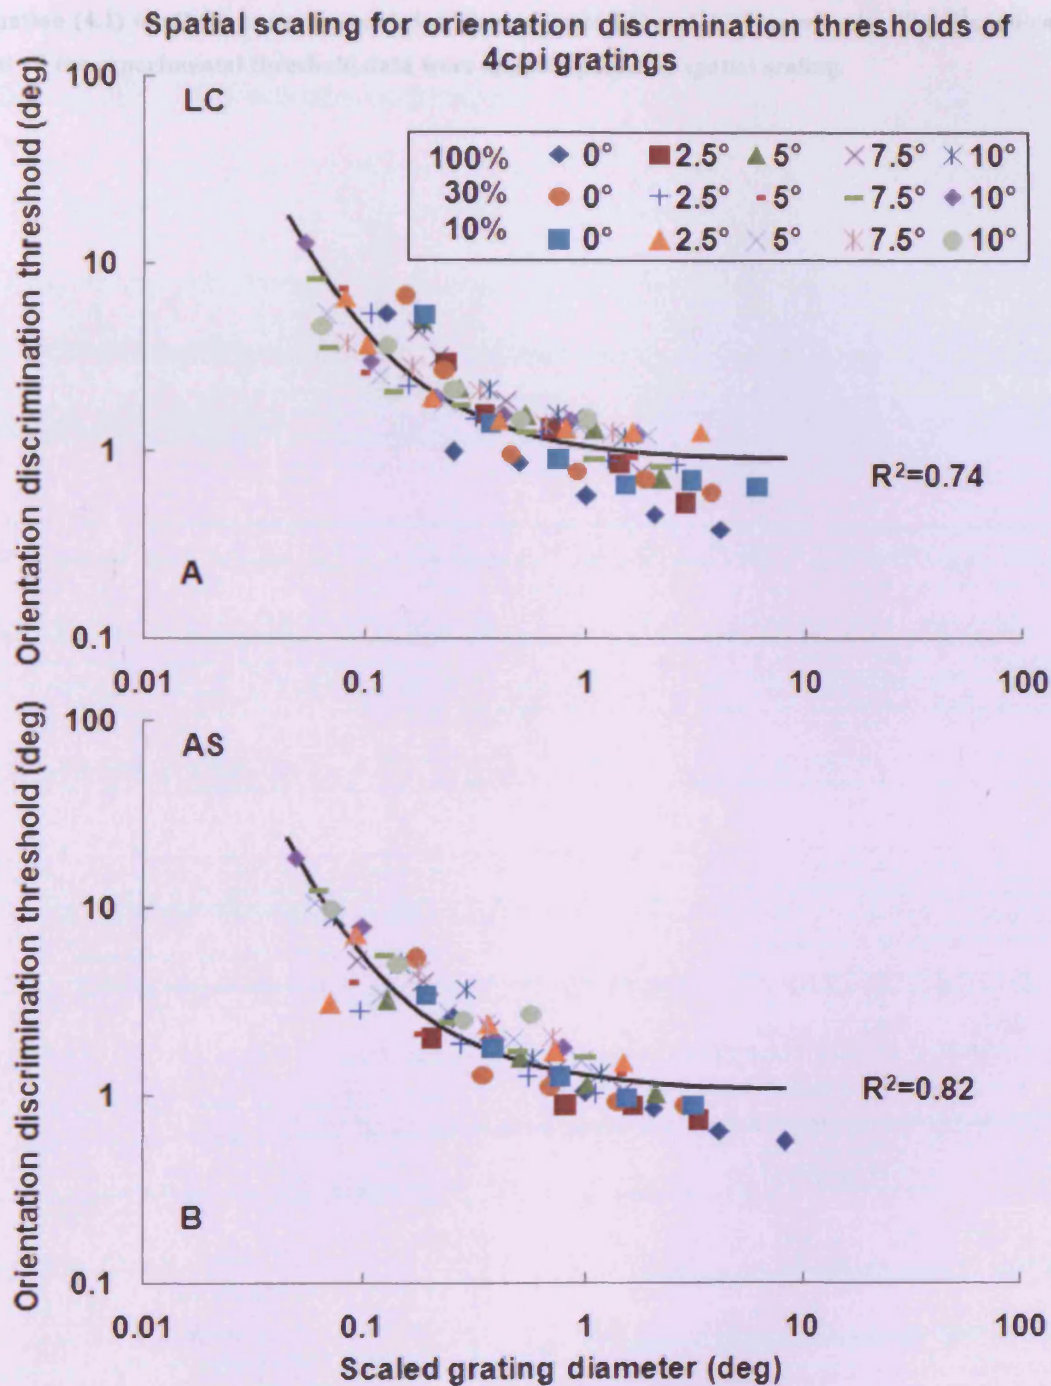 Spatial scaling for orientation discrmination thresholds of
4cpi gratings
Orientation discrimination threshold (deg)
100
10
1
0.1
LC
100% 0° 2.5° 5° 7.5° 10°
30% 0° 2.5° 5° 7.5° 10°
10% 0° 2.5° 5° 7.5° 10°
R²=0.74
A
0.01 0.1 1 10 100
Orientation discrimination threshold (deg)
100
10
1
0.1
AS
R²=0.82
B
0.01 0.1 1 10 100
Scaled grating diameter (deg)